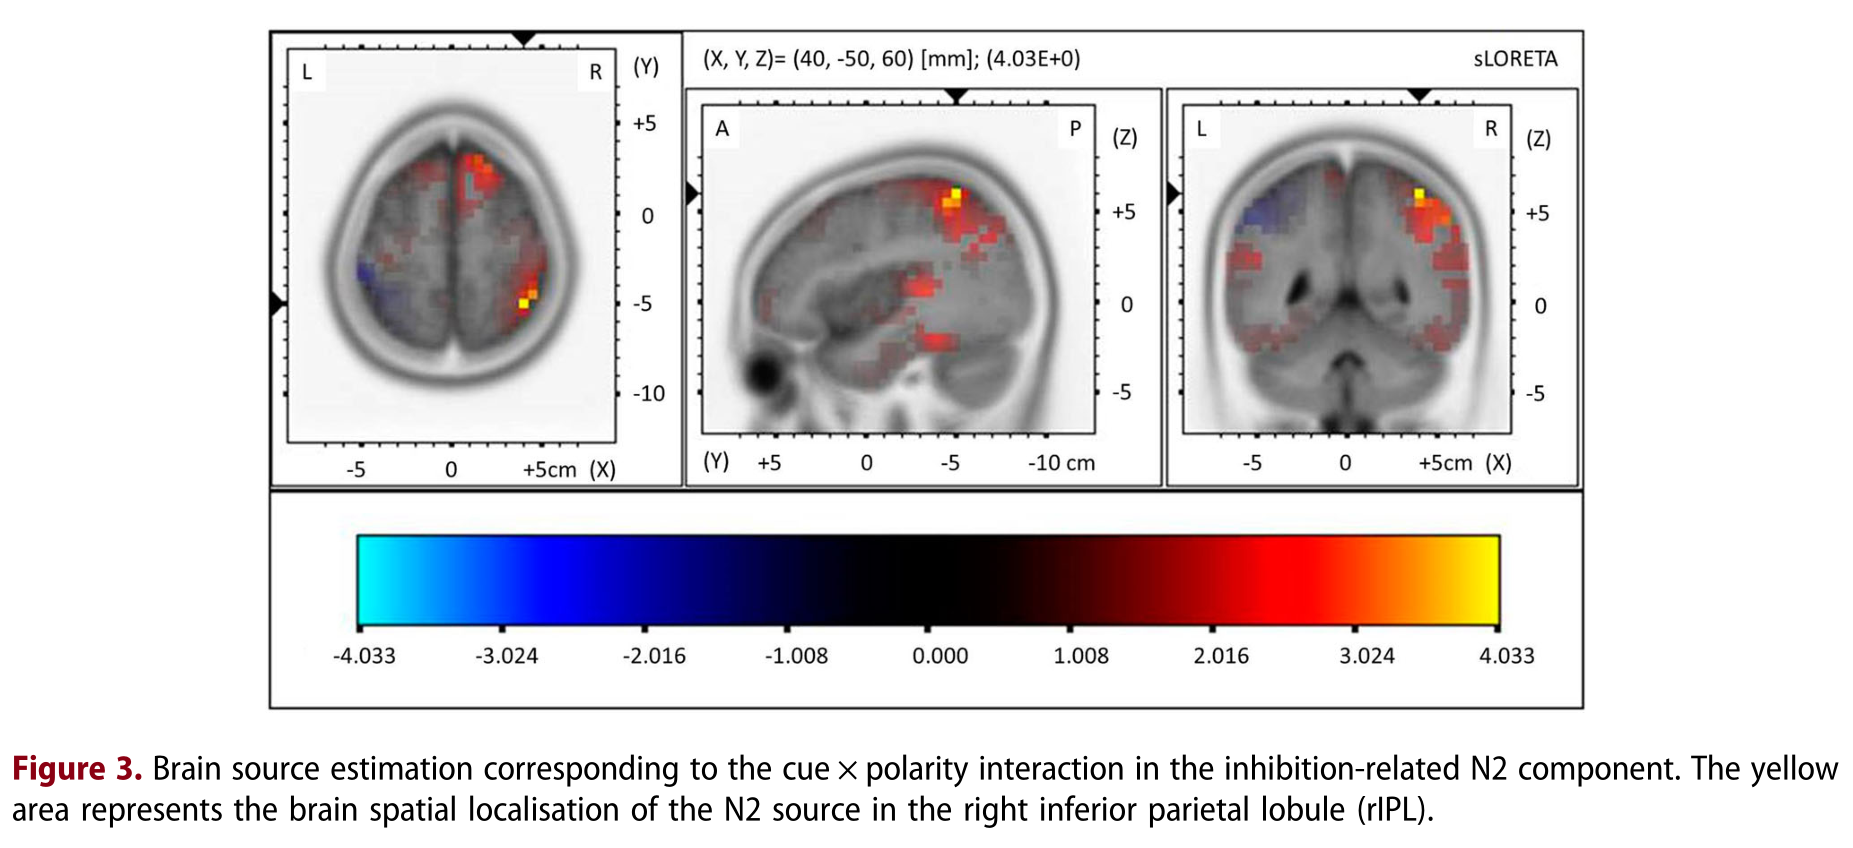 (X, Y, Z)= (40, -50, 60) [mm]; (4.03E+0)
sLORETA
L
R
(Y)
+5
0
-5
-10
-5
0
+5cm
(X)
A
P
(Z)
+5
0
-5
(Y)
+5
0
-5
-10 cm
L
R
(Z)
+5
0
-5
-5
0
+5cm
(X)
-4.033
-3.024
-2.016
-1.008
0.000
1.008
2.016
3.024
4.033
Figure 3. Brain source estimation corresponding to the cue × polarity interaction in the inhibition-related N2 component. The yellow
area represents the brain spatial localisation of the N2 source in the right inferior parietal lobule (rIPL).